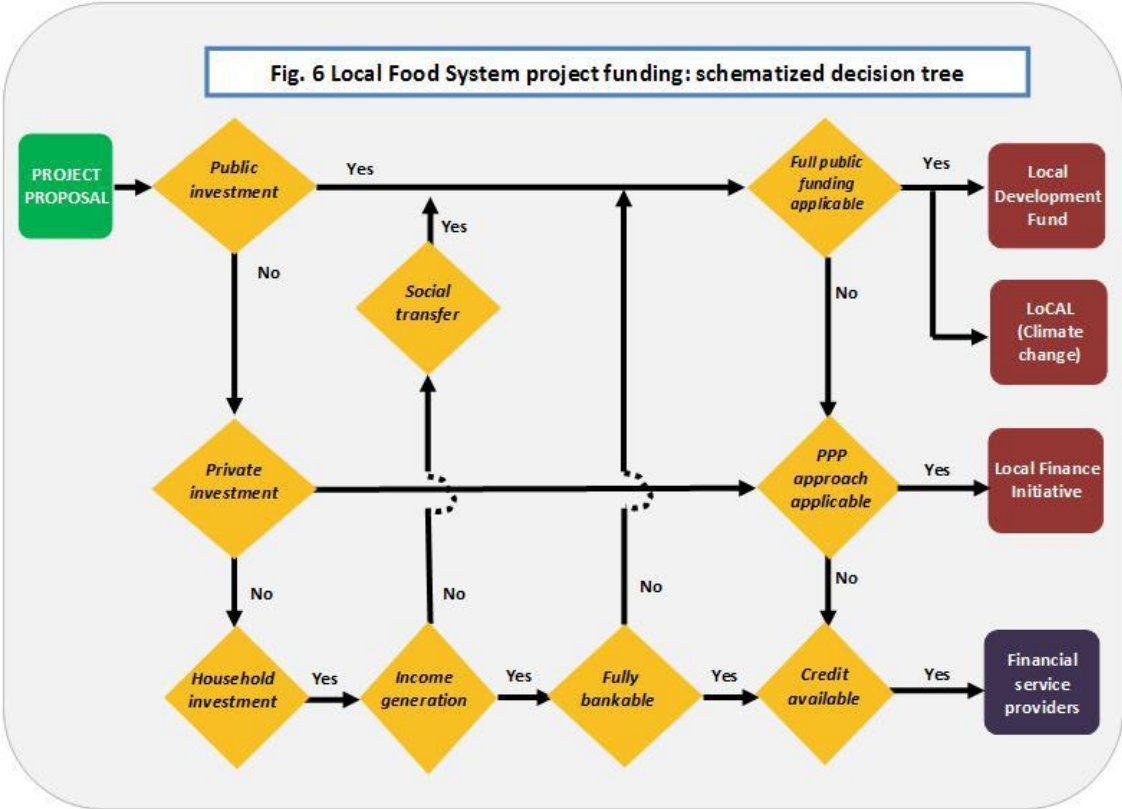 Fig. 6 Local Food System project funding: schematized decision tree
PROJECT
PROPOSAL
Public
investment
Yes
Full public
funding
applicable
Yes
Local
Development
Fund
No
Social
transfer
Yes
No
LoCAL
(Climate
change)
Private
investment
PPP
approach
applicable
Yes
Local Finance
Initiative
No
No
No
No
Household
investment
Yes
Income
generation
Yes
Fully
bankable
Yes
Credit
available
Yes
Financial
service
providers